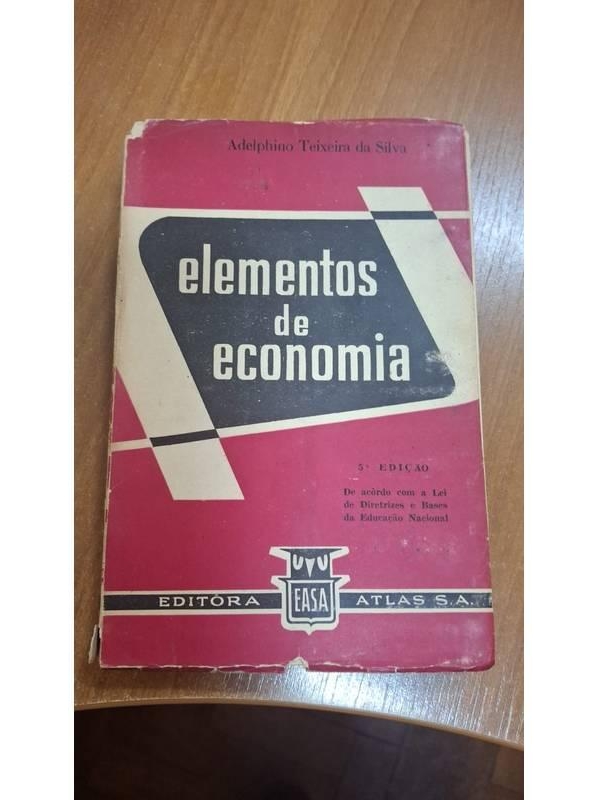 Adelphino Teixeira da Silva
elementos
de
economia
5ª EDIÇÃO
De acôrdo com a Lei
de Diretrizes e Bases
da Educação Nacional
EDITÔRA EASA ATLAS S.A.